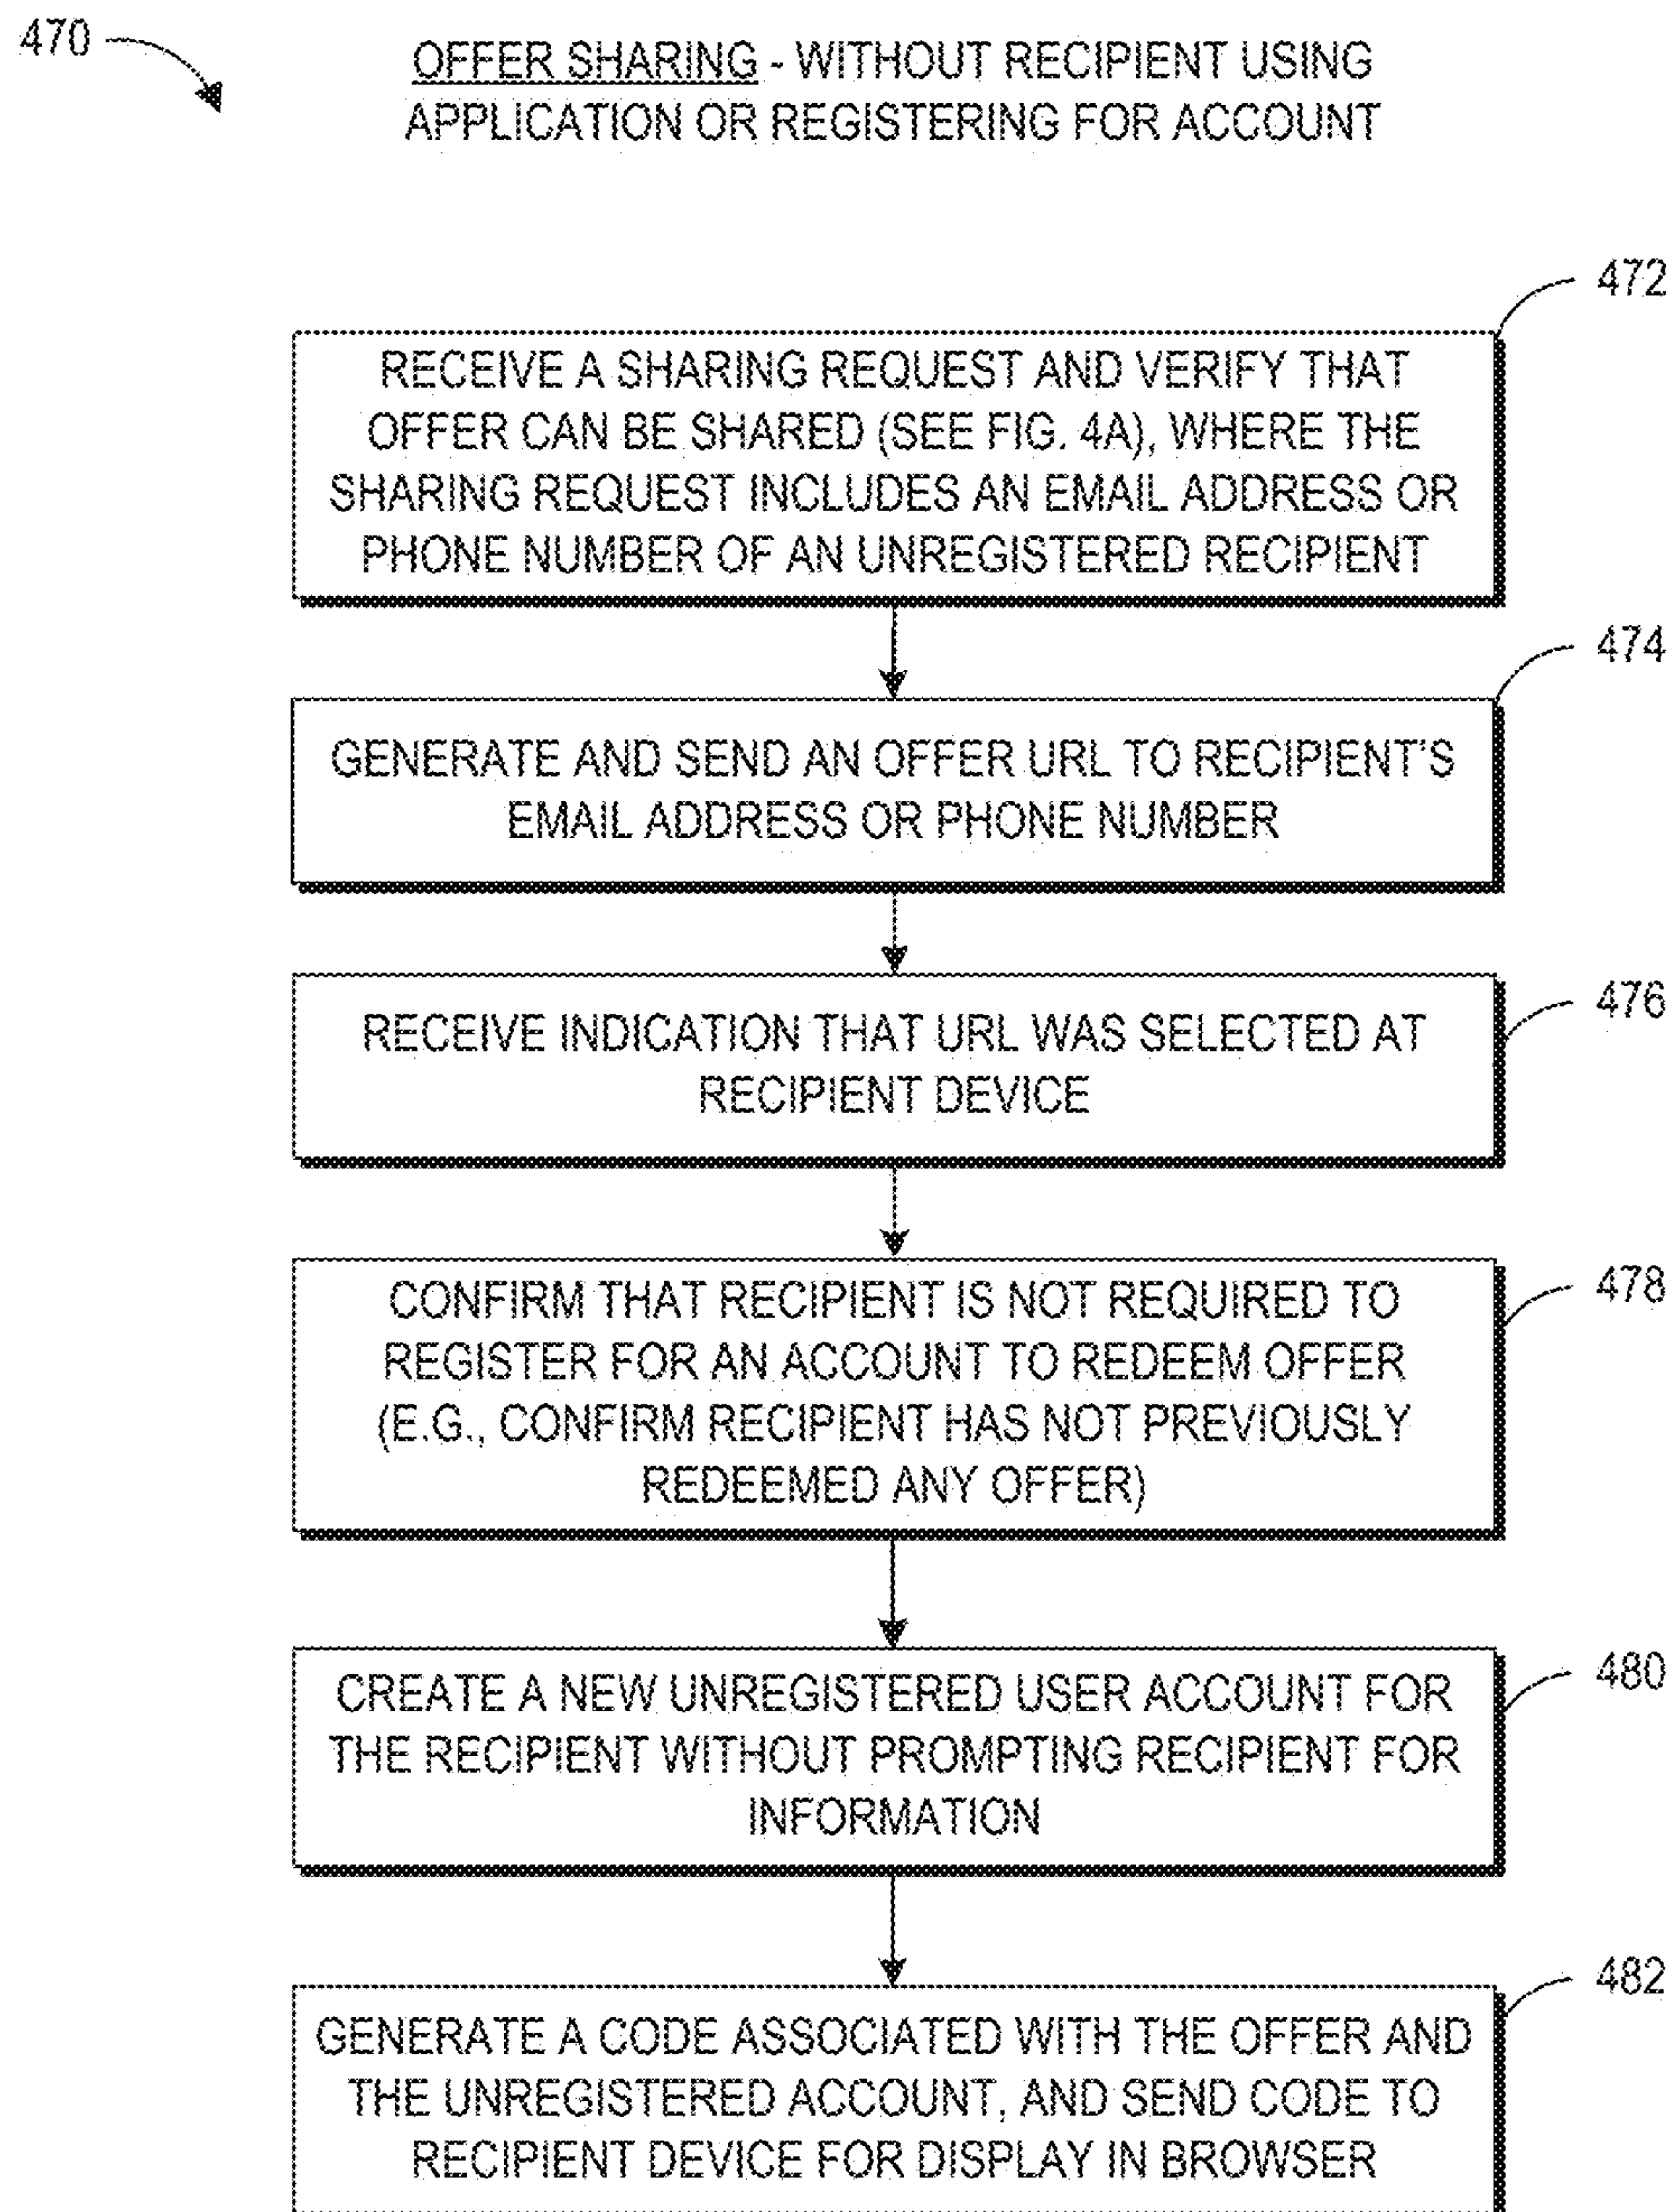 470
OFFER SHARING - WITHOUT RECIPIENT USING
APPLICATION OR REGISTERING FOR ACCOUNT
472
RECEIVE A SHARING REQUEST AND VERIFY THAT
OFFER CAN BE SHARED (SEE FIG. 4A), WHERE THE
SHARING REQUEST INCLUDES AN EMAIL ADDRESS OR
PHONE NUMBER OF AN UNREGISTERED RECIPIENT
474
GENERATE AND SEND AN OFFER URL TO RECIPIENT'S
EMAIL ADDRESS OR PHONE NUMBER
476
RECEIVE INDICATION THAT URL WAS SELECTED AT
RECIPIENT DEVICE
478
CONFIRM THAT RECIPIENT IS NOT REQUIRED TO
REGISTER FOR AN ACCOUNT TO REDEEM OFFER
(E.G., CONFIRM RECIPIENT HAS NOT PREVIOUSLY
REDEEMED ANY OFFER)
480
CREATE A NEW UNREGISTERED USER ACCOUNT FOR
THE RECIPIENT WITHOUT PROMPTING RECIPIENT FOR
INFORMATION
482
GENERATE A CODE ASSOCIATED WITH THE OFFER AND
THE UNREGISTERED ACCOUNT, AND SEND CODE TO
RECIPIENT DEVICE FOR DISPLAY IN BROWSER